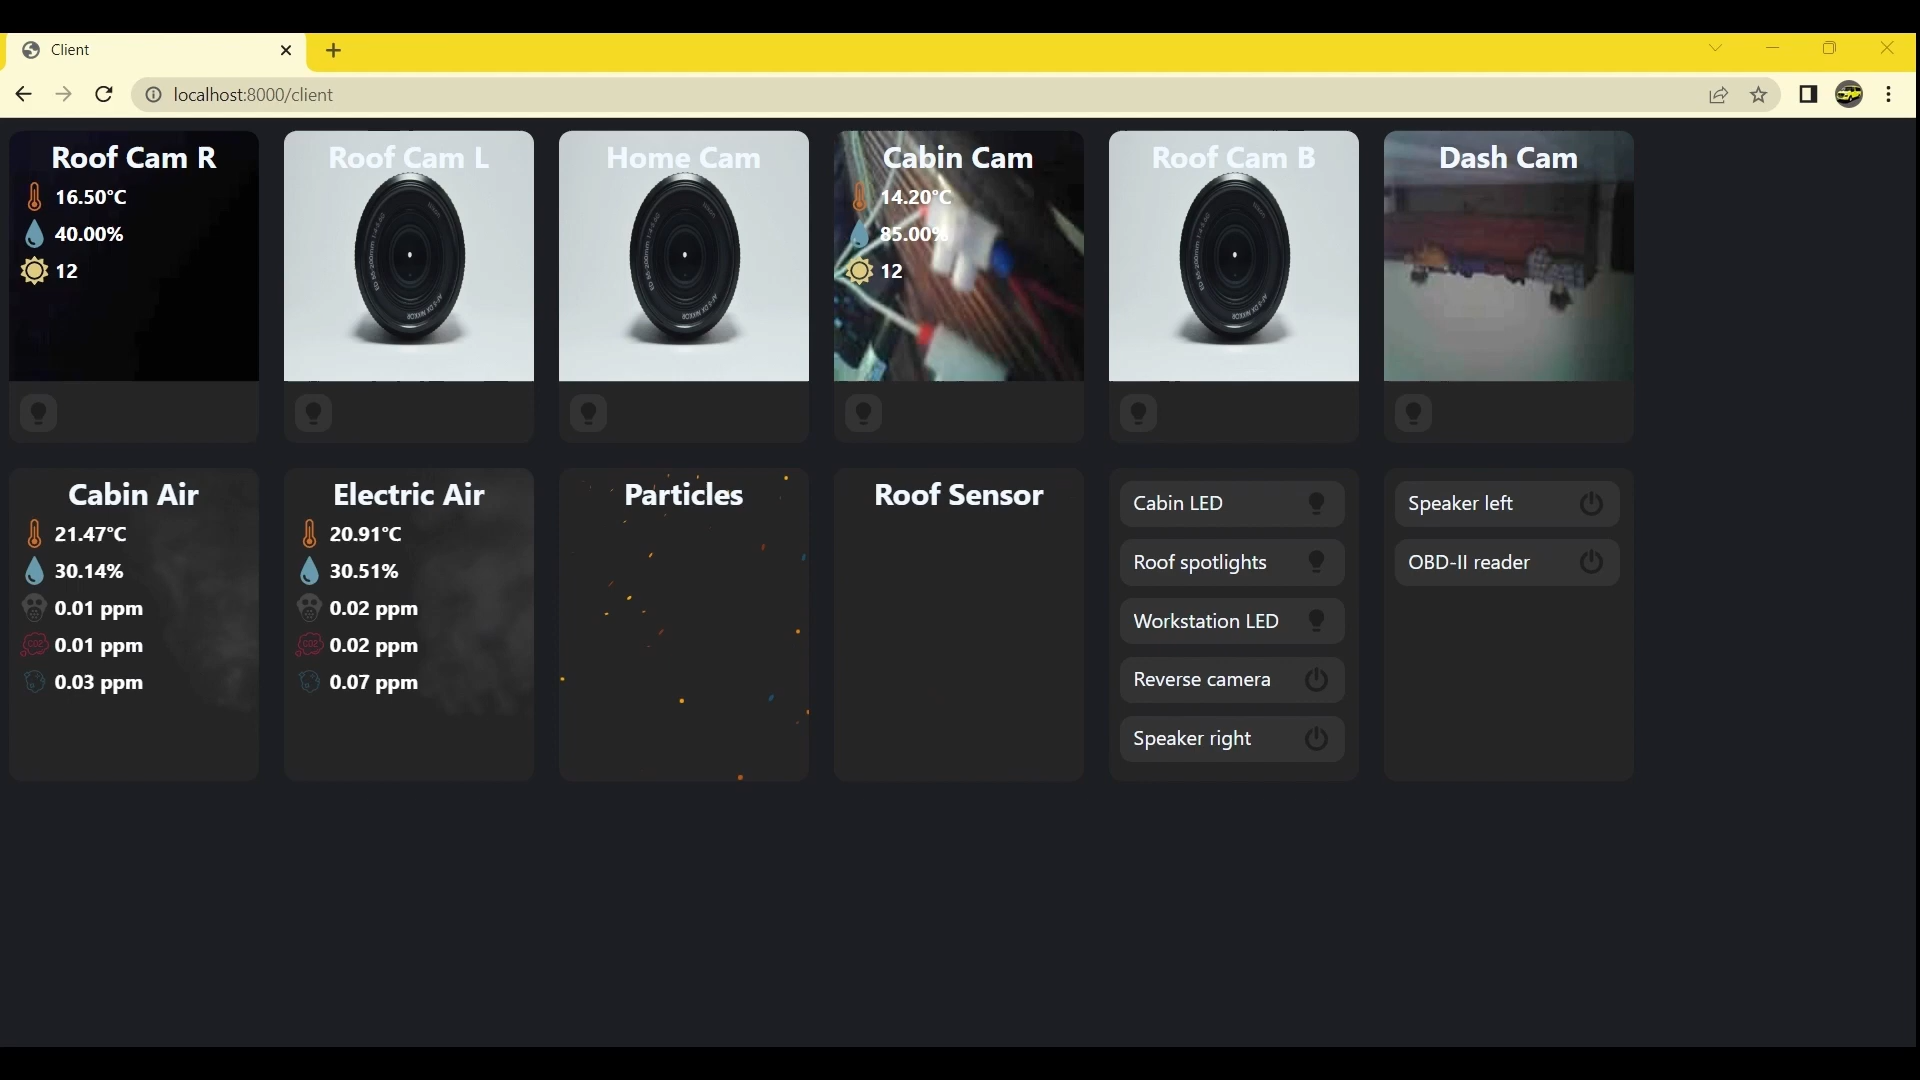 Client
localhost:8000/client
Roof Cam R
16.50°C
40.00%
12
Roof Cam L
Home Cam
Cabin Cam
14.20°C
85.00%
12
Roof Cam B
Dash Cam
Cabin Air
21.47°C
30.14%
0.01 ppm
0.01 ppm
0.03 ppm
Electric Air
20.91°C
30.51%
0.02 ppm
0.02 ppm
0.07 ppm
Particles
Roof Sensor
Cabin LED
Roof spotlights
Workstation LED
Reverse camera
Speaker right
Speaker left
OBD-II reader